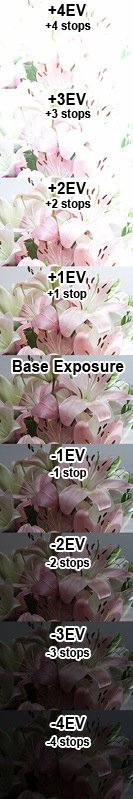 +4EV
+4 stops
+3EV
+3 stops
+2EV
+2 stops
+1EV
+1 stop
Base Exposure
-1EV
-1 stop
-2EV
-2 stops
-3EV
-3 stops
-4EV
-4 stops